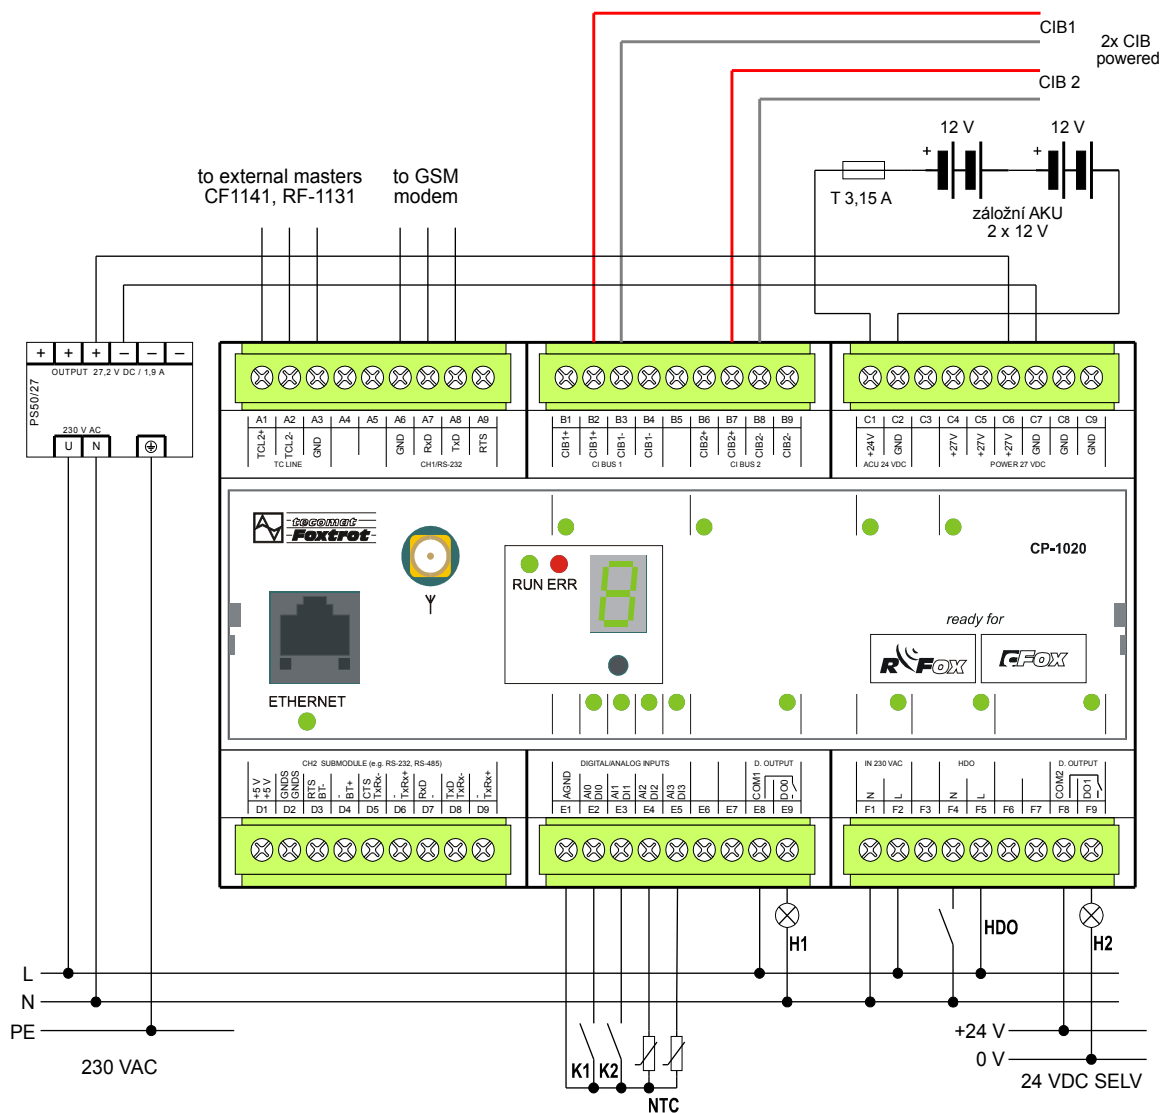 CIB1
2x CIB
powered
CIB 2
12 V
12 V
+
+
T 3,15 A
záložní AKU
2 x 12 V
to external masters
CF1141, RF-1131
to GSM
modem
+ + + – – –
OUTPUT 27,2 V DC / 1,9 A
PS50/27
230 VAC
U N
A1 A2 A3 A4 A5 A6 A7 A8 A9
TCL2+ TCL2- GND GND RxD TxD RTS
TC LINE
CH1/RS-232
B1 B2 B3 B4 B5 B6 B7 B8 B9
CIB1+ CIB1+ CIB1- CIB1- CIB2+ CIB2+ CIB2- CIB2-
CI BUS 1
CI BUS 2
C1 C2 C3 C4 C5 C6 C7 C8 C9
+24V GND +27V +27V +27V GND GND GND
ACU 24 VDC
POWER 27 VDC
tecomat
Foxtrot
CP-1020
RUN ERR
8
ready for
RFox
CFox
ETHERNET
CH2 SUBMODULE (e.g. RS-232, RS-485)
+5 V GNDS RTS - CTS - RxD TxD -
+5 V GNDS BT- BT+ TxRx- TxRx+ - TxRx- TxRx+
D1 D2 D3 D4 D5 D6 D7 D8 D9
DIGITAL/ANALOG INPUTS
D. OUTPUT
AGND AI0 AI1 AI2 AI3 COM1
DI0 DI1 DI2 DI3 DO0
E1 E2 E3 E4 E5 E6 E7 E8 E9
IN 230 VAC
HDO
D. OUTPUT
N L N L COM2 DO1
F1 F2 F3 F4 F5 F6 F7 F8 F9
H1
HDO
H2
L
N
PE
230 VAC
K1
K2
NTC
+24 V
0 V
24 VDC SELV